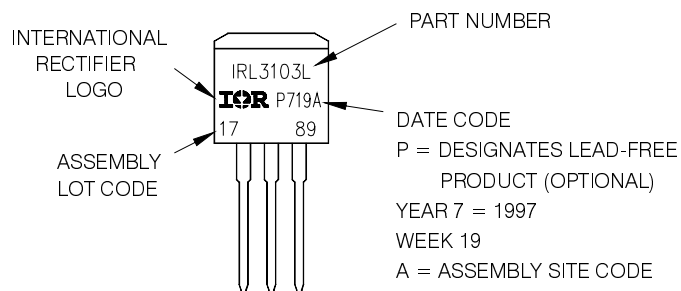 INTERNATIONAL
RECTIFIER
LOGO
ASSEMBLY
LOT CODE
IRL3103L
IOR P719A
17 89
PART NUMBER
DATE CODE
P = DESIGNATES LEAD-FREE
PRODUCT (OPTIONAL)
YEAR 7 = 1997
WEEK 19
A = ASSEMBLY SITE CODE